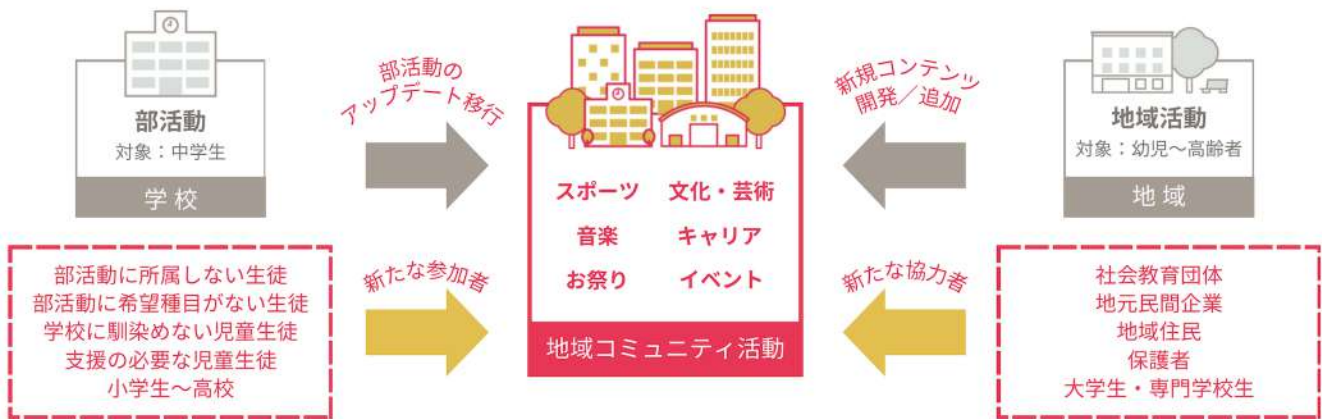 部活動
対象：中学生
学校
部活動の
アップデート移行
新規コンテンツ
開発／追加
地域活動
対象：幼児～高齢者
地域
スポーツ 文化・芸術
音楽 キャリア
お祭り イベント
地域コミュニティ活動
部活動に所属しない生徒
部活動に希望種目がない生徒
学校に馴染めない児童生徒
支援の必要な児童生徒
小学生～高校
新たな参加者
新たな協力者
社会教育団体
地元民間企業
地域住民
保護者
大学生・専門学校生